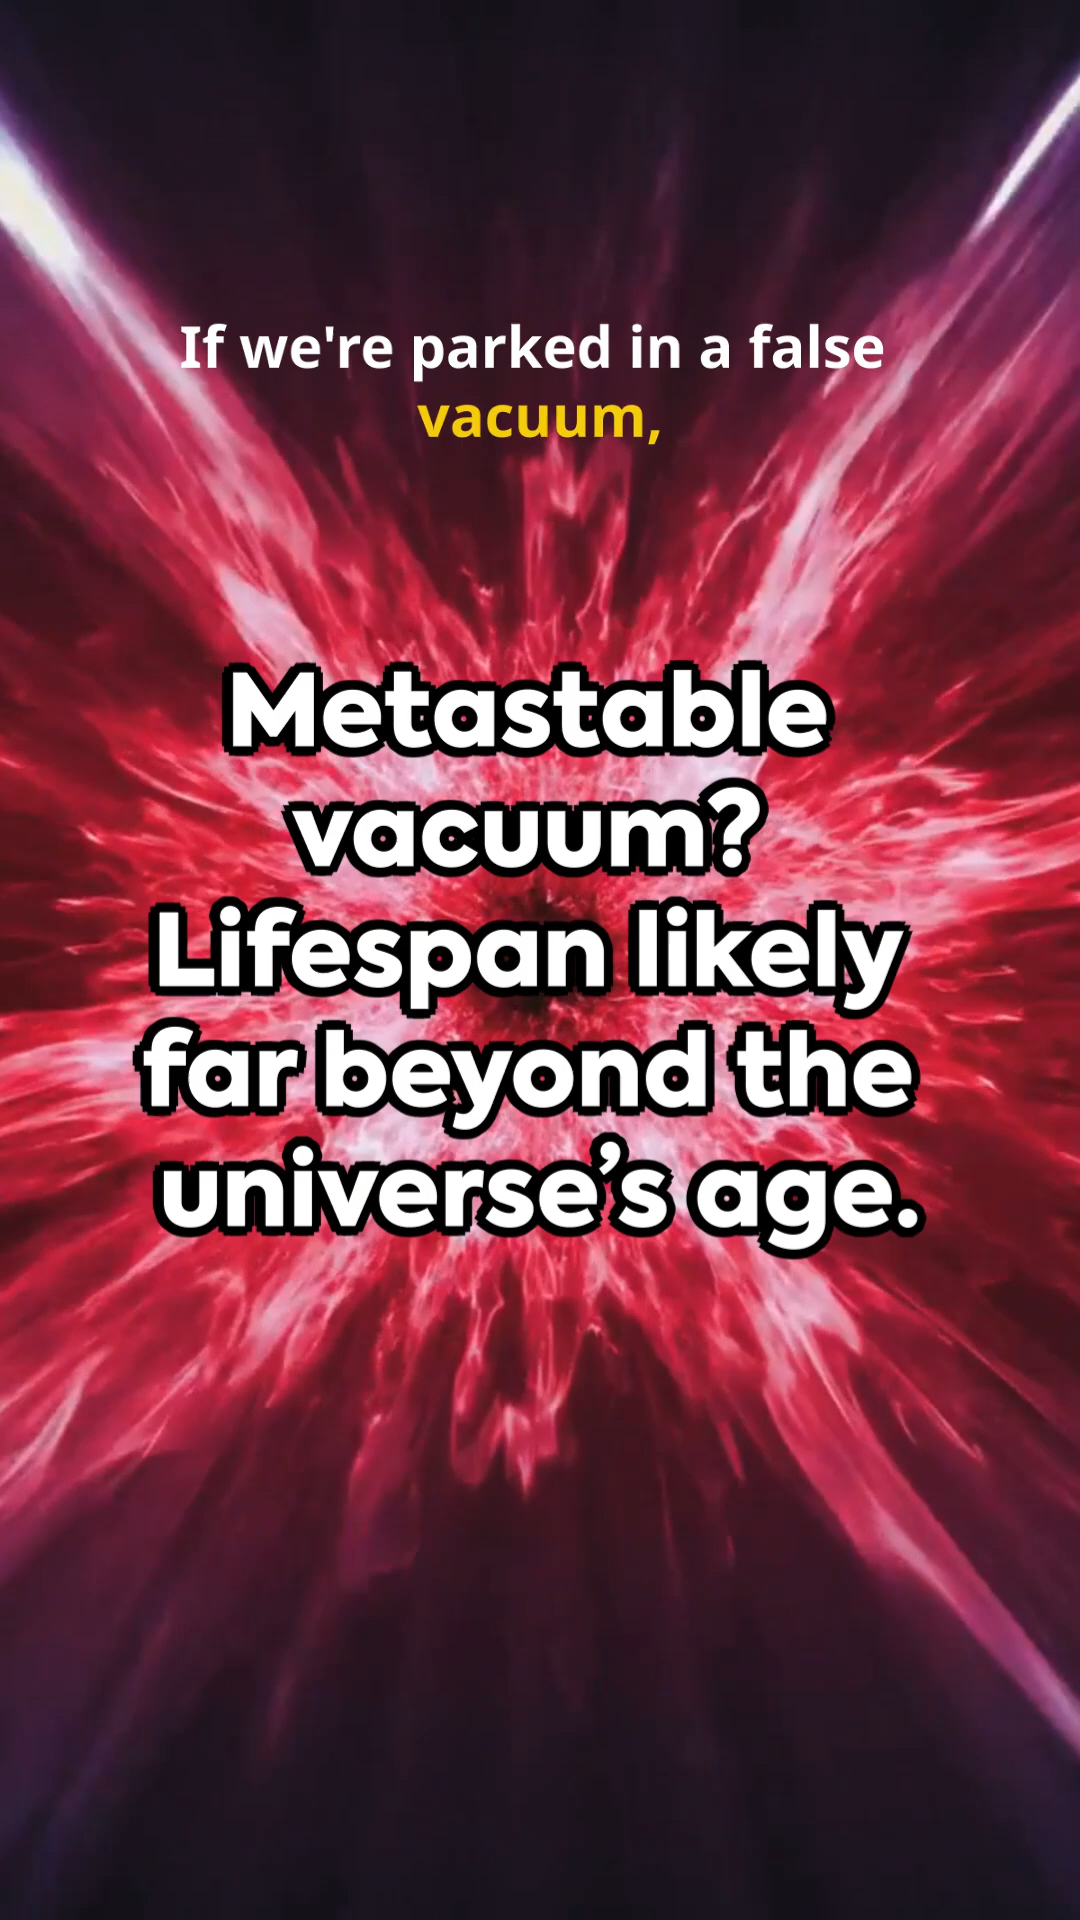 If we're parked in a false
vacuum,
Metastable
vacuum?
Lifespan likely
far beyond the
universe’s age.